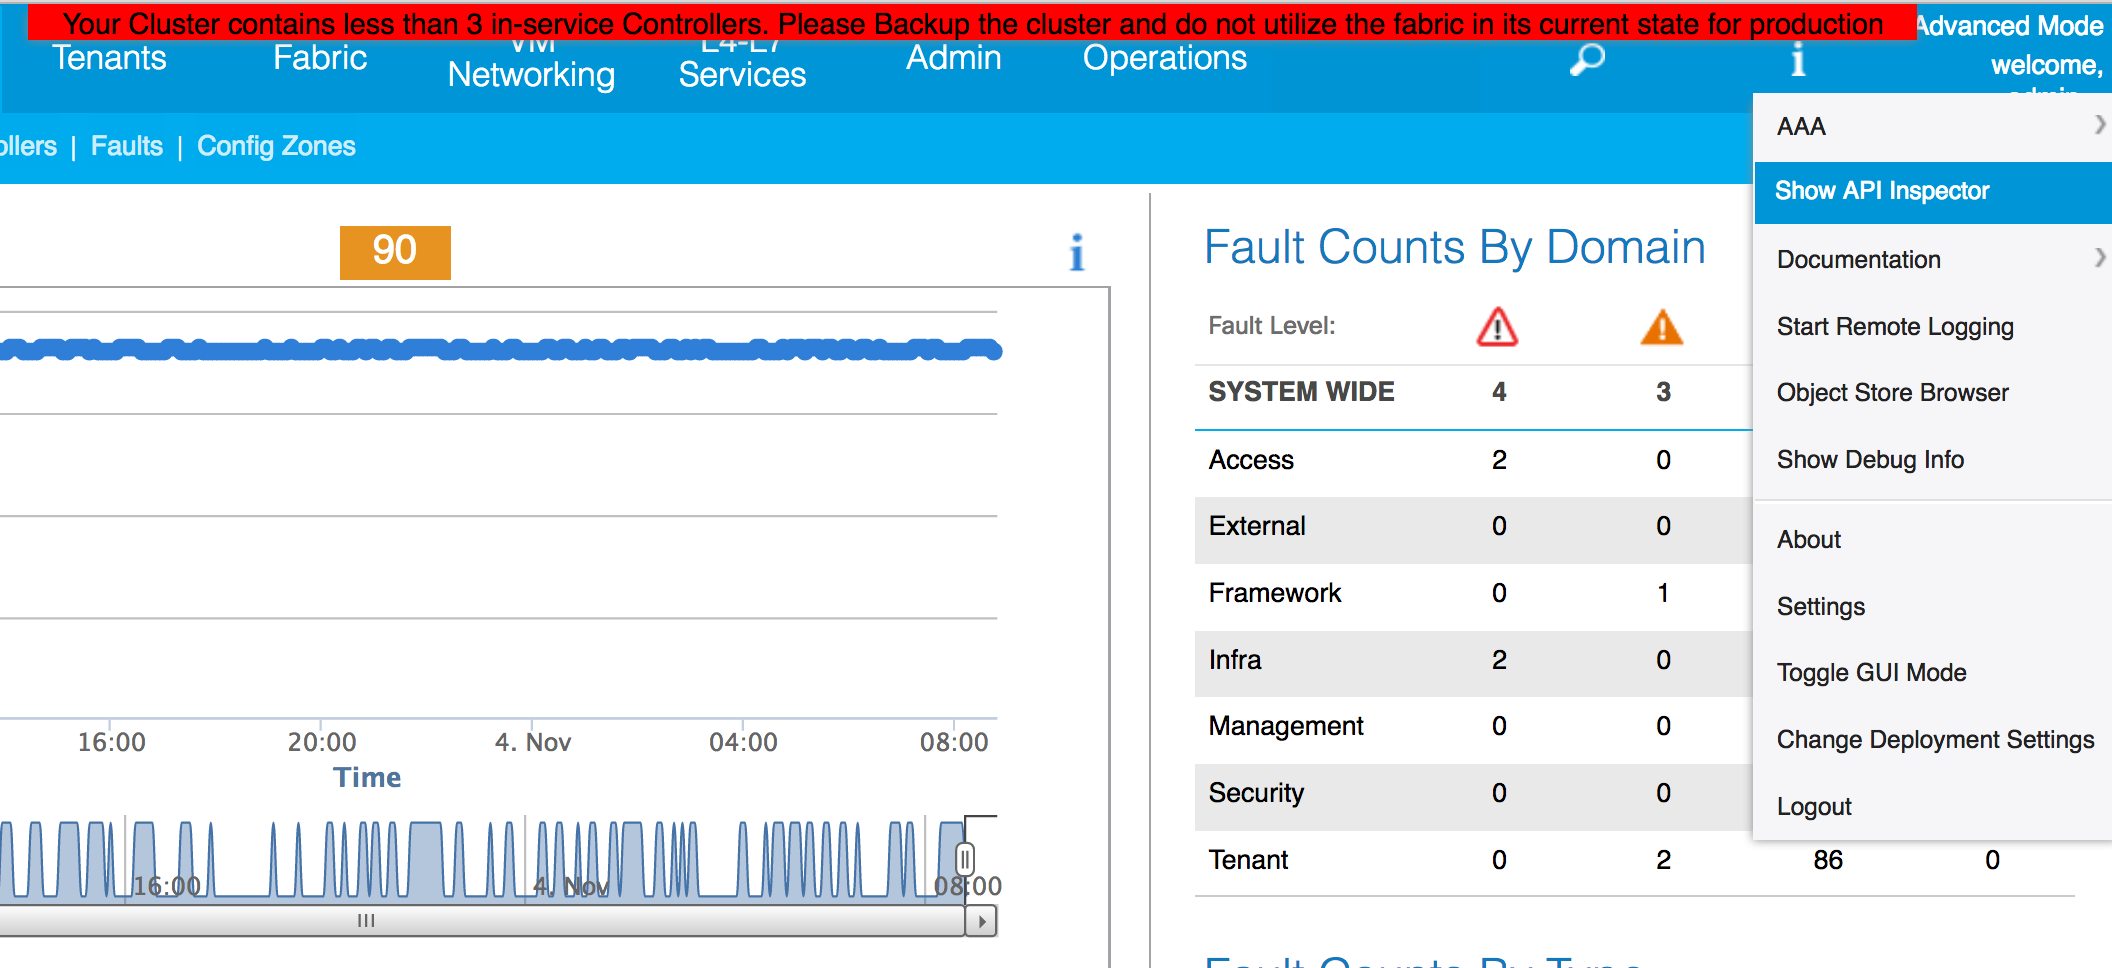 Your Cluster contains less than 3 in-service Controllers. Please Backup the cluster and do not utilize the fabric in its current state for production
Advanced Mode
welcome,
admin
Tenants
Fabric
VM
Networking
L4-L7
Services
Admin
Operations
ollers | Faults | Config Zones
90
16:00 20:00 4. Nov 04:00 08:00
Time
16:00 4. Nov 08:00
Fault Counts By Domain
Fault Level:
SYSTEM WIDE 4 3
Access 2 0
External 0 0
Framework 0 1
Infra 2 0
Management 0 0
Security 0 0
Tenant 0 2 86 0
Fault Counts By Type
AAA
Show API Inspector
Documentation
Start Remote Logging
Object Store Browser
Show Debug Info
About
Settings
Toggle GUI Mode
Change Deployment Settings
Logout